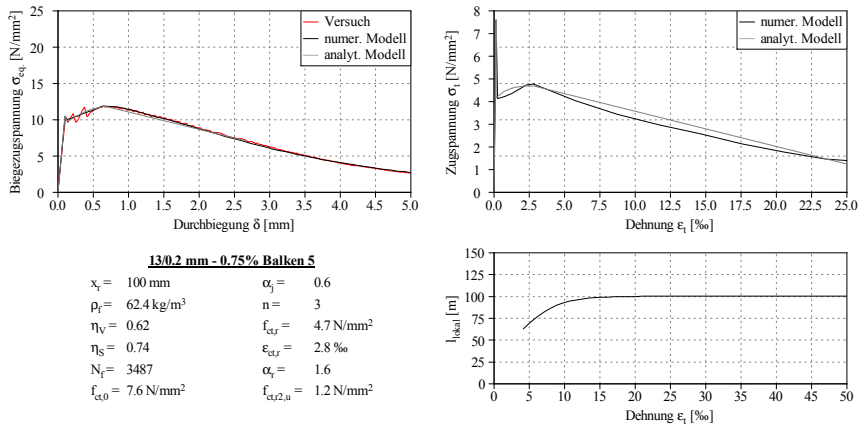 25
20
15
10
5
0
Biegezugspannung σeq. [N/mm²]
Versuch
numer. Modell
analyt. Modell
0.0 0.5 1.0 1.5 2.0 2.5 3.0 3.5 4.0 4.5 5.0
Durchbiegung δ [mm]
8
7
6
5
4
3
2
1
0
Zugspannung σt [N/mm²]
numer. Modell
analyt. Modell
0.0 2.5 5.0 7.5 10.0 12.5 15.0 17.5 20.0 22.5 25.0
Dehnung εt [‰]
13/0.2 mm - 0.75% Balken 5
xr = 100 mm αj = 0.6
ρf = 62.4 kg/m³ n = 3
ηV = 0.62 fct,r = 4.7 N/mm²
ηS = 0.74 εct,r = 2.8 ‰
Nf = 3487 αr = 1.6
fct,0 = 7.6 N/mm² fct,r2,u = 1.2 N/mm²
150
125
100
75
50
25
0
llokal [m]
0 5 10 15 20 25 30 35 40 45 50
Dehnung εt [‰]